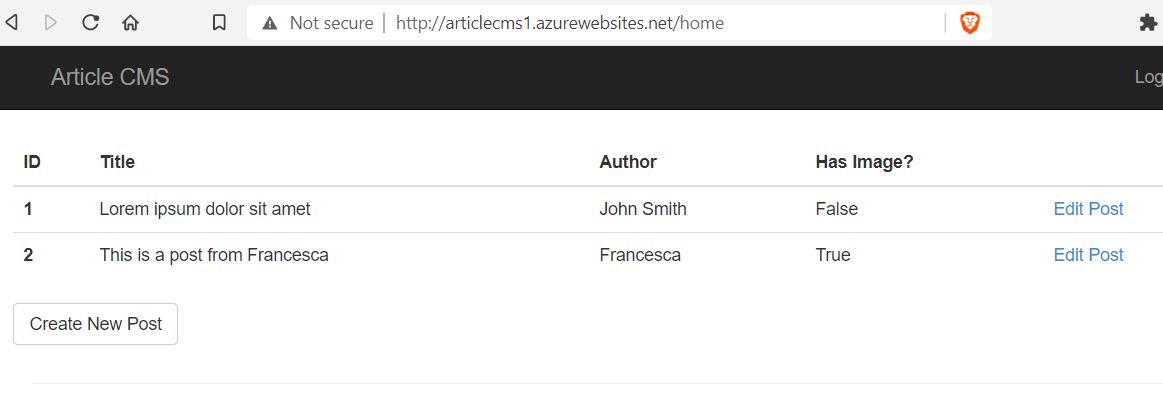 Not secure http://articlecms1.azurewebsites.net/home
Article CMS Log
ID Title Author Has Image?
1 Lorem ipsum dolor sit amet John Smith False Edit Post
2 This is a post from Francesca Francesca True Edit Post
Create New Post